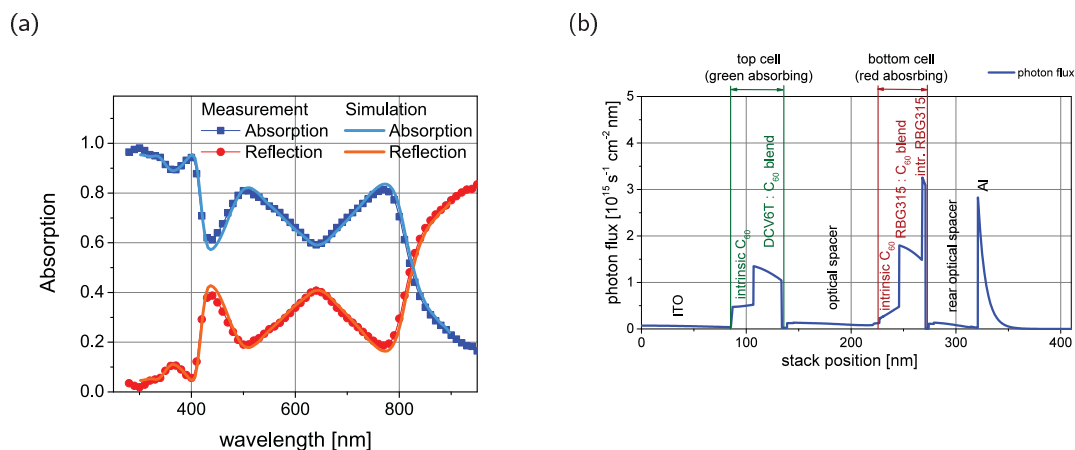 (a)
Measurement Simulation
Absorption Absorption
Reflection Reflection
1.0
0.8
0.6
0.4
0.2
0.0
Absorption
400 600 800
wavelength [nm]
(b)
top cell
(green absorbing)
bottom cell
(red abosrbing)
photon flux
5
4
3
2
1
0
photon flux [10¹⁵ s⁻¹ cm⁻² nm]
ITO
intrinsic C₆₀
DCV6T : C₆₀ blend
optical spacer
intrinsic C₆₀
RBG315 : C₆₀ blend
intr. RBG315
rear optical spacer
Al
0 100 200 300 400
stack position [nm]